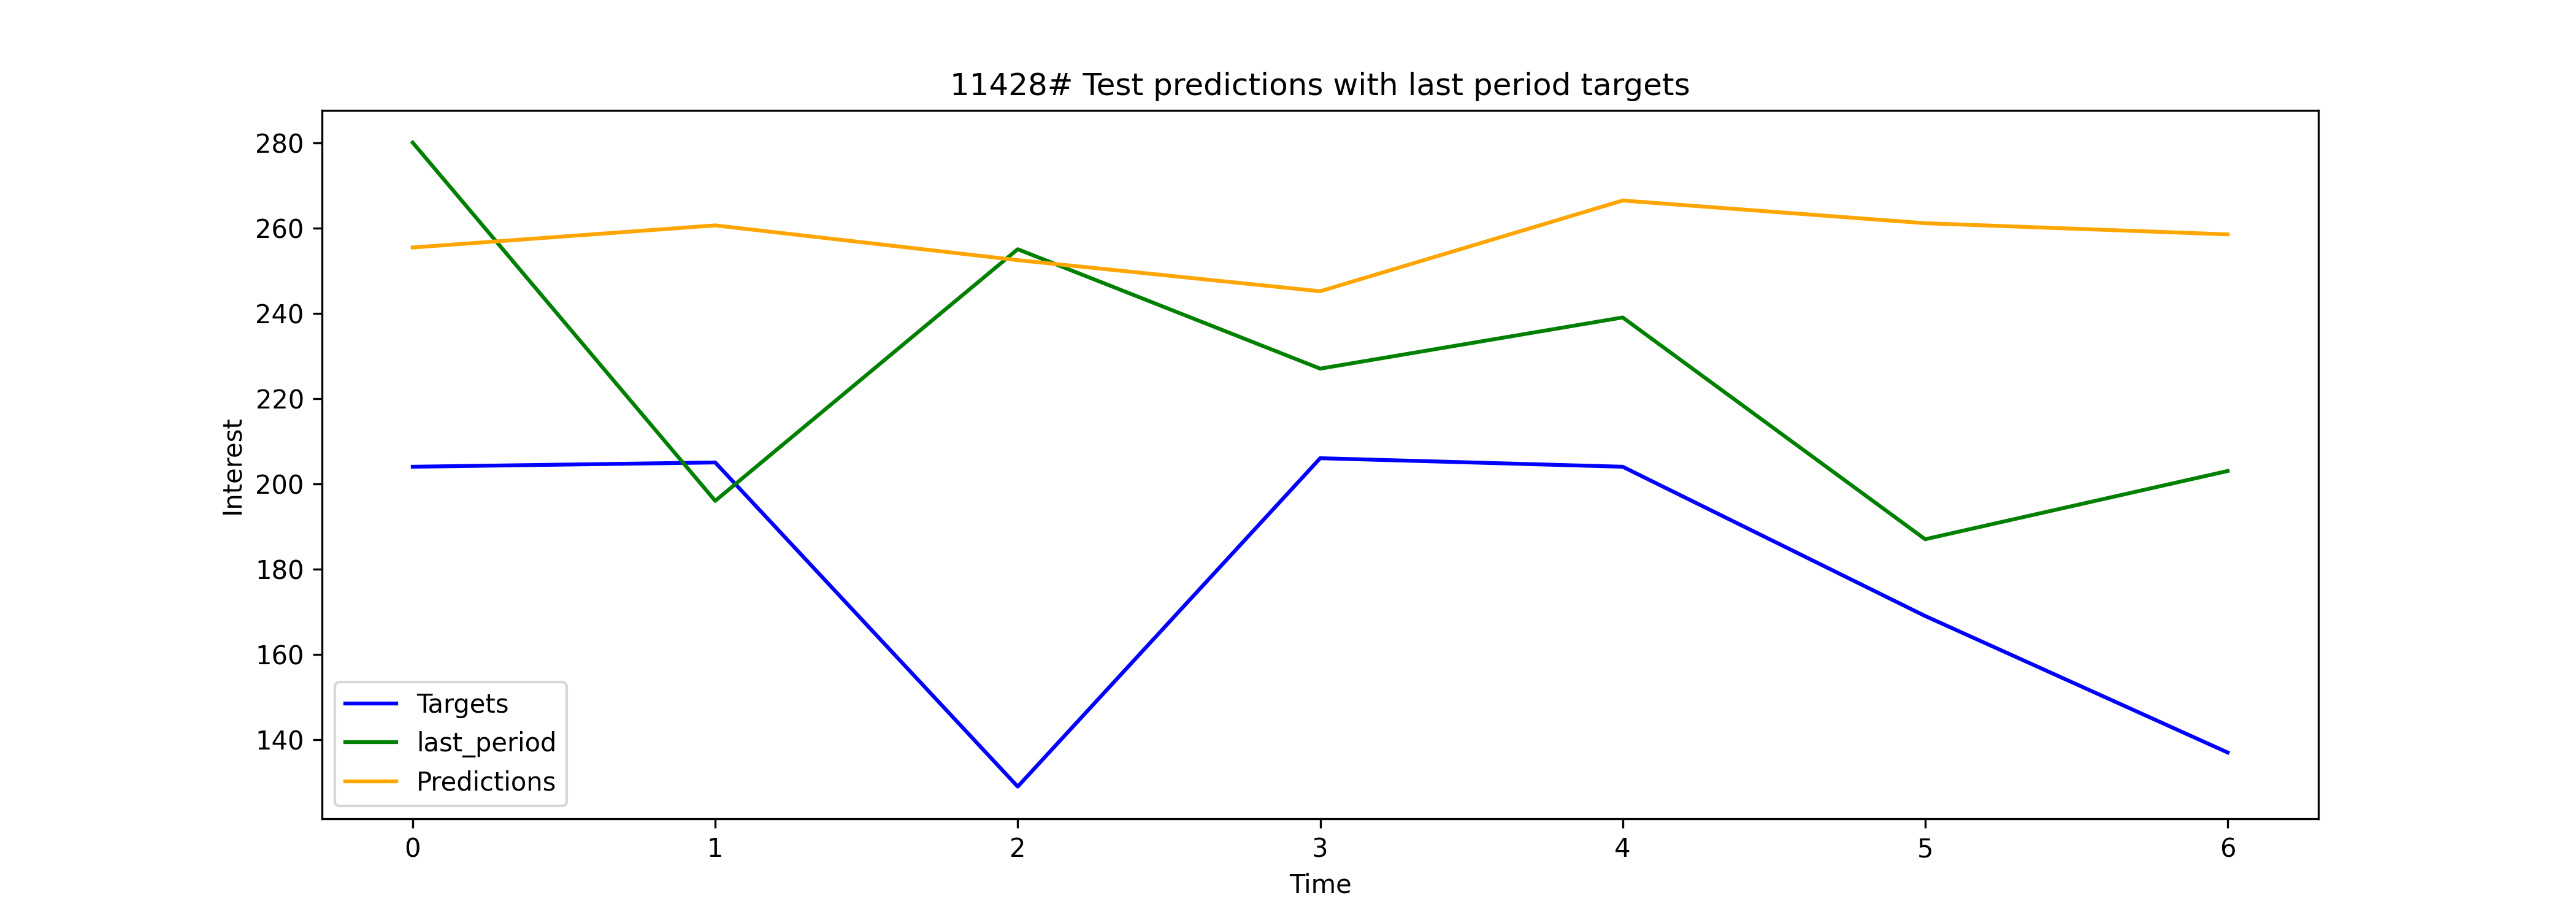 11428# Test predictions with last period targets
280
260
240
220
200
180
160
140
Interest
Targets
last_period
Predictions
0 1 2 3 4 5 6
Time